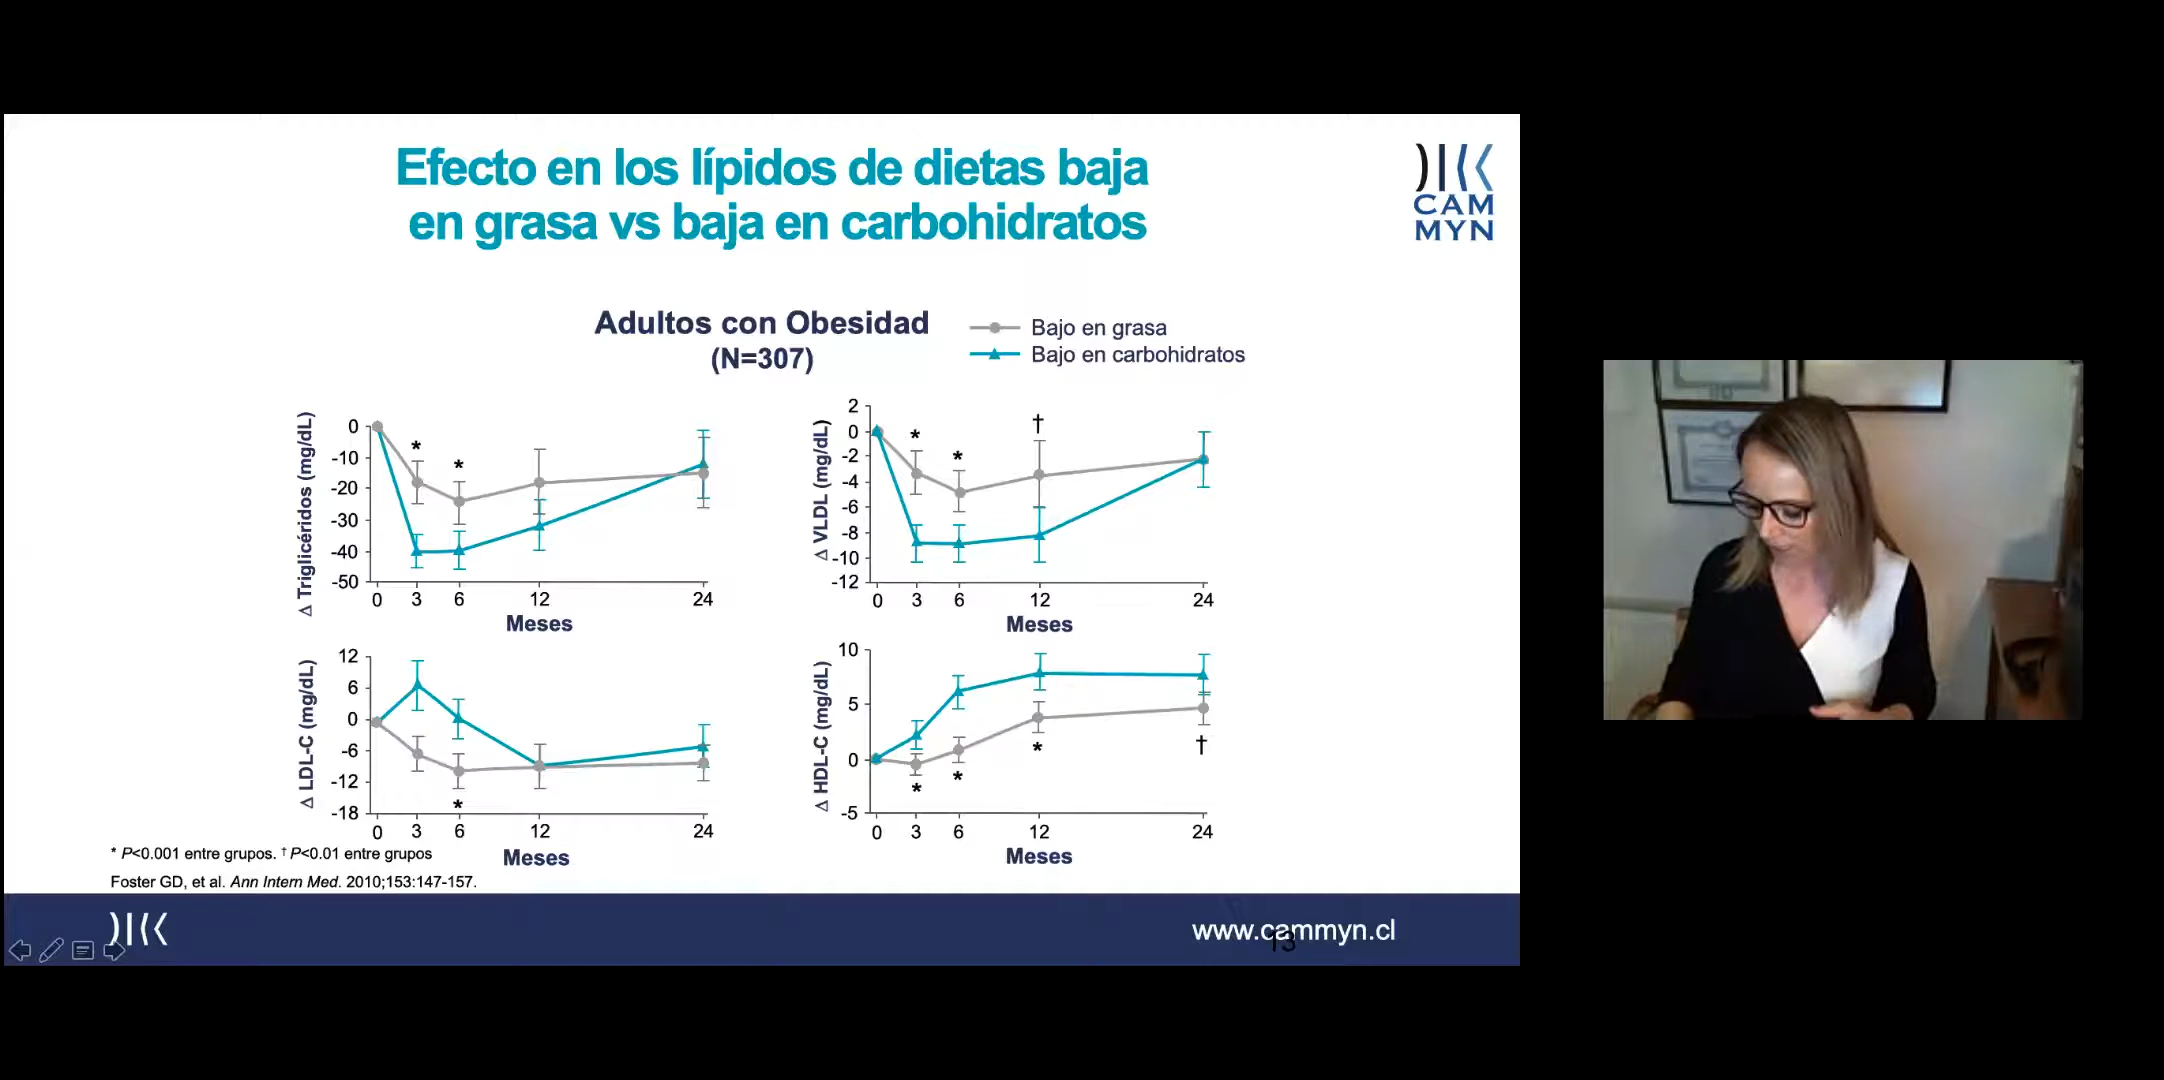 Efecto en los lípidos de dietas baja
en grasa vs baja en carbohidratos
CAM
MYN
Adultos con Obesidad
(N=307)
Bajo en grasa
Bajo en carbohidratos
Δ Triglicéridos (mg/dL)
0
-10
-20
-30
-40
-50
0 3 6 12 24
Meses
* *
Δ VLDL (mg/dL)
2
0
-2
-4
-6
-8
-10
-12
0 3 6 12 24
Meses
* * †
Δ LDL-C (mg/dL)
12
6
0
-6
-12
-18
0 3 6 12 24
Meses
*
Δ HDL-C (mg/dL)
10
5
0
-5
0 3 6 12 24
Meses
* * * †
* P<0.001 entre grupos. † P<0.01 entre grupos
Foster GD, et al. Ann Intern Med. 2010;153:147-157.
www.cammyn.cl
13